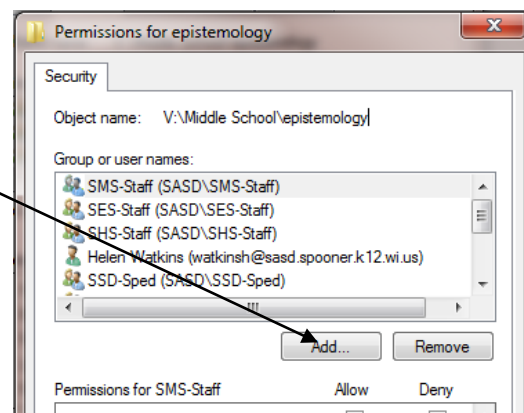 Permissions for epistemology
Security
Object name: V:\Middle School\epistemology
Group or user names:
SMS-Staff (SASD\SMS-Staff)
SES-Staff (SASD\SES-Staff)
SHS-Staff (SASD\SHS-Staff)
Helen Watkins (watkinsh@sasd.spooner.k12.wi.us)
SSD-Sped (SASD\SSD-Sped)
Add... Remove
Permissions for SMS-Staff Allow Deny